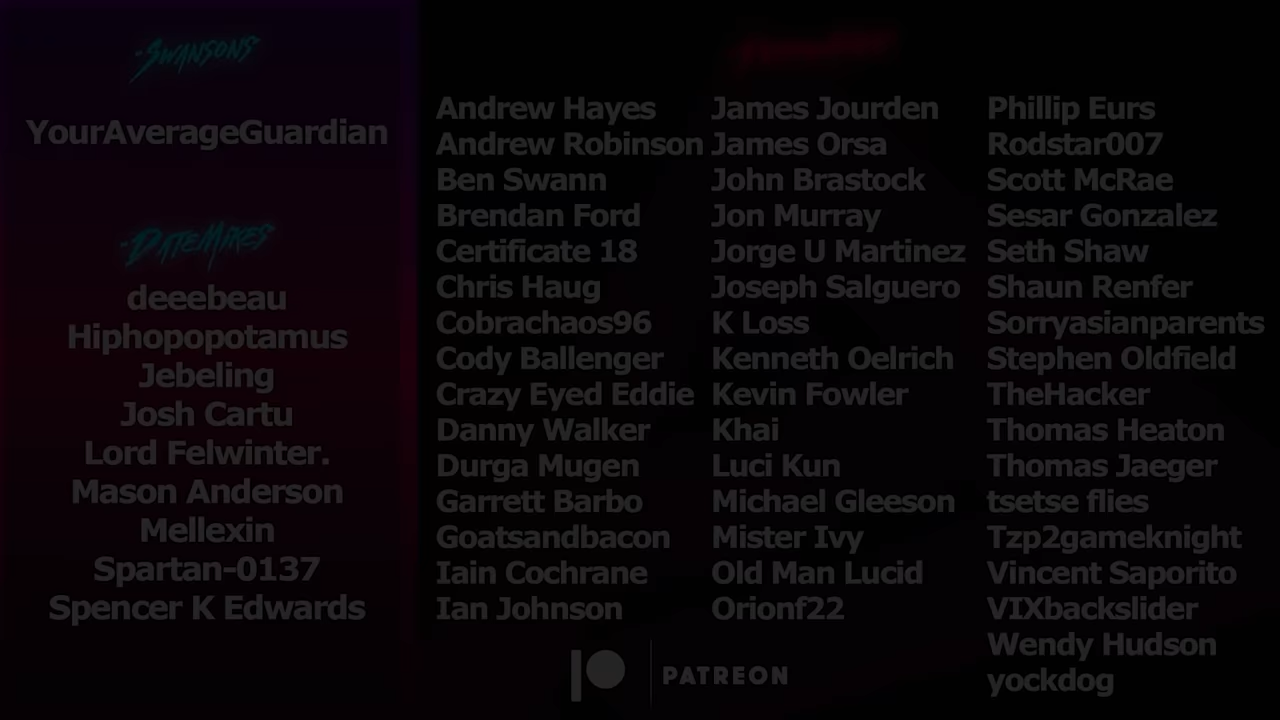 -Swansons-
YourAverageGuardian
-DateMikes-
deeebeau
Hiphopopotamus
Jebeling
Josh Cartu
Lord Felwinter.
Mason Anderson
Mellexin
Spartan-0137
Spencer K Edwards
Andrew Hayes
Andrew Robinson
Ben Swann
Brendan Ford
Certificate 18
Chris Haug
Cobrachaos96
Cody Ballenger
Crazy Eyed Eddie
Danny Walker
Durga Mugen
Garrett Barbo
Goatsandbacon
Iain Cochrane
Ian Johnson
James Jourden
James Orsa
John Brastock
Jon Murray
Jorge U Martinez
Joseph Salguero
K Loss
Kenneth Oelrich
Kevin Fowler
Khai
Luci Kun
Michael Gleeson
Mister Ivy
Old Man Lucid
Orionf22
Phillip Eurs
Rodstar007
Scott McRae
Sesar Gonzalez
Seth Shaw
Shaun Renfer
Sorryasianparents
Stephen Oldfield
TheHacker
Thomas Heaton
Thomas Jaeger
tsetse flies
Tzp2gameknight
Vincent Saporito
VIXbackslider
Wendy Hudson
yockdog
PATREON